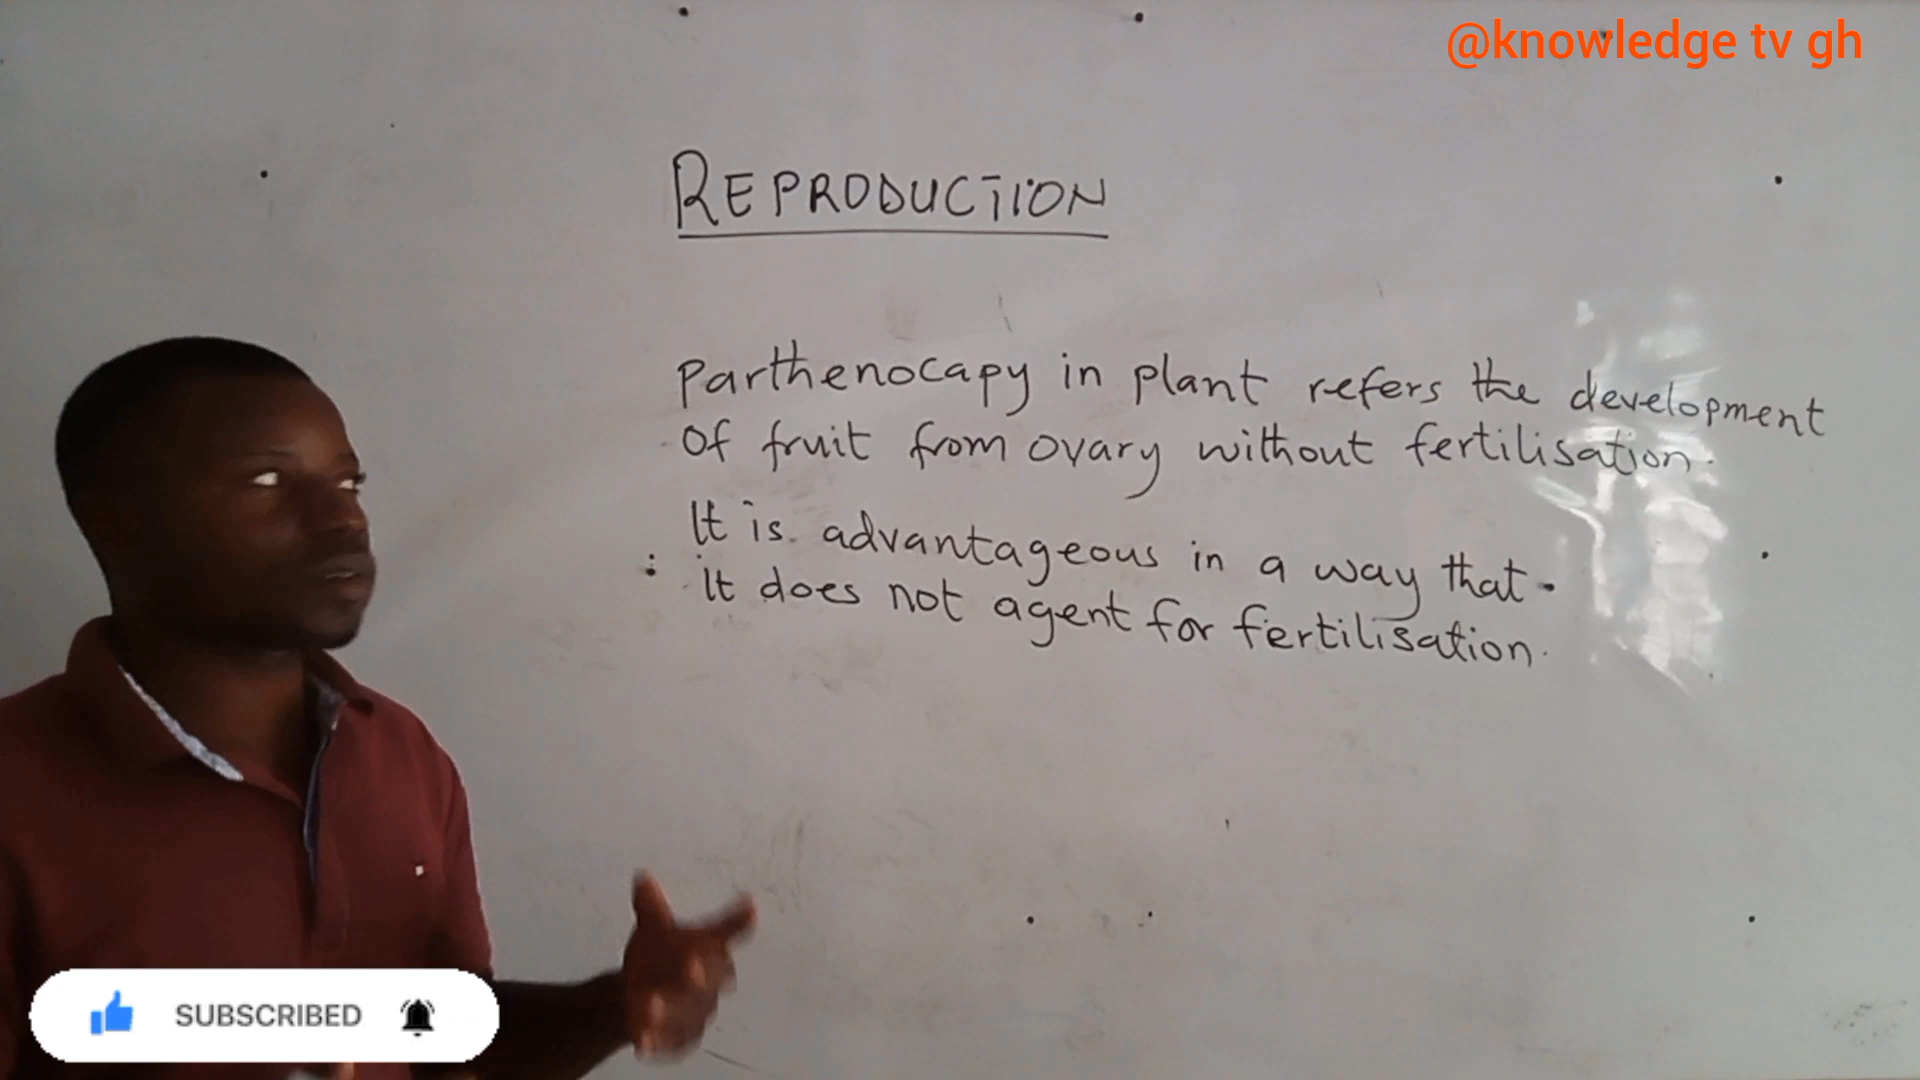 @knowledge tv gh
REPRODUCTION
Parthenocapy in plant refers the development
of fruit from ovary without fertilisation.
It is advantageous in a way that
it does not agent for fertilisation.
SUBSCRIBED